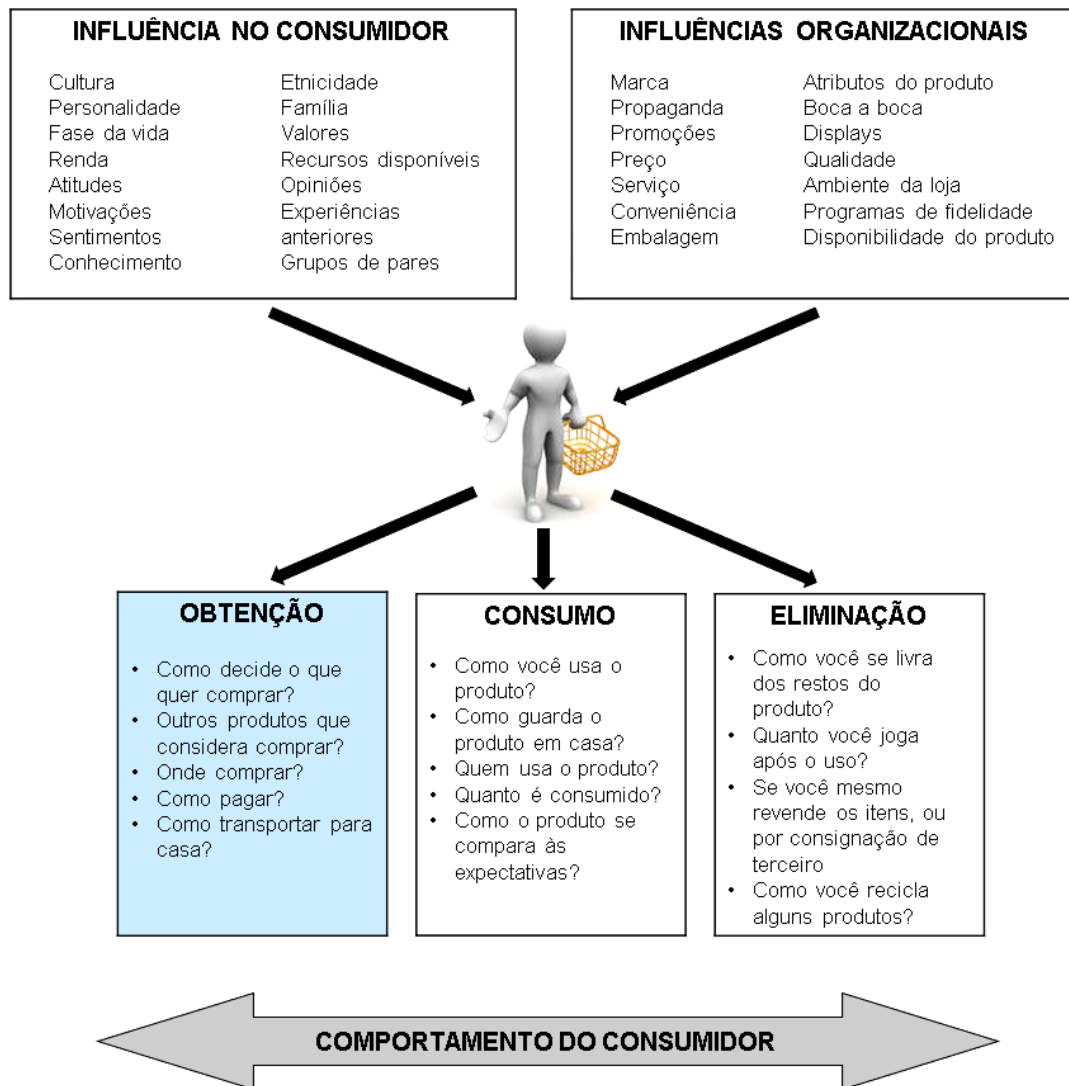 INFLUÊNCIA NO CONSUMIDOR
Cultura
Personalidade
Fase da vida
Renda
Atitudes
Motivações
Sentimentos
Conhecimento
Etnicidade
Família
Valores
Recursos disponíveis
Opiniões
Experiências
anteriores
Grupos de pares
INFLUÊNCIAS ORGANIZACIONAIS
Marca
Propaganda
Promoções
Preço
Serviço
Conveniência
Embalagem
Atributos do produto
Boca a boca
Displays
Qualidade
Ambiente da loja
Programas de fidelidade
Disponibilidade do produto
OBTENÇÃO
• Como decide o que
quer comprar?
• Outros produtos que
considera comprar?
• Onde comprar?
• Como pagar?
• Como transportar para
casa?
CONSUMO
• Como você usa o
produto?
• Como guarda o
produto em casa?
• Quem usa o produto?
• Quanto é consumido?
• Como o produto se
compara às
expectativas?
ELIMINAÇÃO
• Como você se livra
dos restos do
produto?
• Quanto você joga
após o uso?
• Se você mesmo
revende os itens, ou
por consignação de
terceiro
• Como você recicla
alguns produtos?
COMPORTAMENTO DO CONSUMIDOR